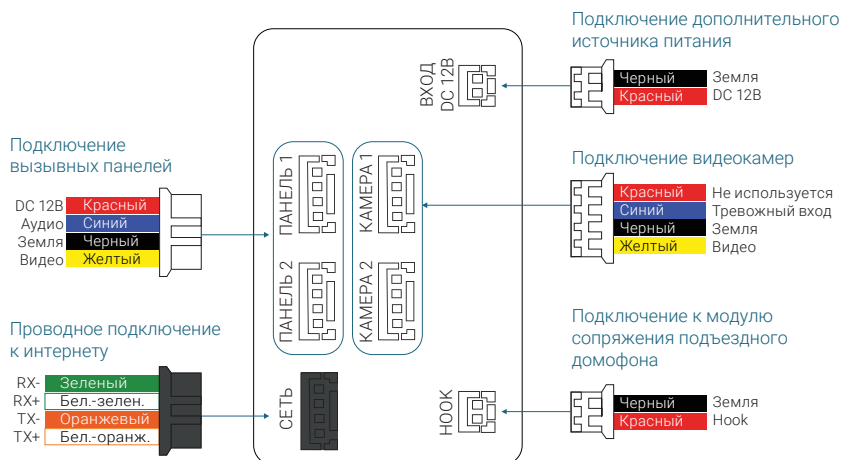 Подключение дополнительного
источника питания
Черный Земля
Красный DC 12В
ВХОД
DC 12В
Подключение
вызывных панелей
DC 12В Красный
Аудио Синий
Земля Черный
Видео Желтый
ПАНЕЛЬ 1
КАМЕРА 1
Подключение видеокамер
Красный Не используется
Синий Тревожный вход
Черный Земля
Желтый Видео
ПАНЕЛЬ 2
КАМЕРА 2
Проводное подключение
к интернету
RX- Зеленый
RX+ Бел.-зелен.
TX- Оранжевый
TX+ Бел.-оранж.
СЕТЬ
HOOK
Подключение к модулю
сопряжения подъездного
домофона
Черный Земля
Красный Hook